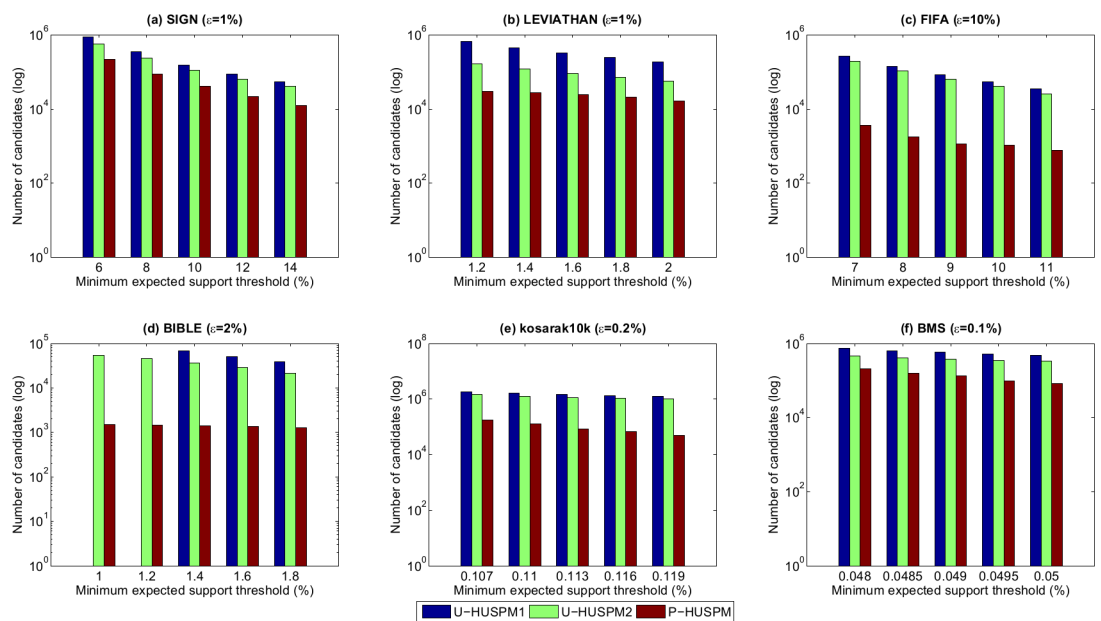 (a) SIGN (ε=1%)
Number of candidates (log)
10^6
10^4
10^2
10^0
6 8 10 12 14
Minimum expected support threshold (%)
(b) LEVIATHAN (ε=1%)
Number of candidates (log)
10^6
10^4
10^2
10^0
1.2 1.4 1.6 1.8 2
Minimum expected support threshold (%)
(c) FIFA (ε=10%)
Number of candidates (log)
10^6
10^4
10^2
10^0
7 8 9 10 11
Minimum expected support threshold (%)
(d) BIBLE (ε=2%)
Number of candidates (log)
10^5
10^4
10^3
10^2
10^1
10^0
1 1.2 1.4 1.6 1.8
Minimum expected support threshold (%)
(e) kosarak10k (ε=0.2%)
Number of candidates (log)
10^8
10^6
10^4
10^2
10^0
0.107 0.11 0.113 0.116 0.119
Minimum expected support threshold (%)
(f) BMS (ε=0.1%)
Number of candidates (log)
10^6
10^4
10^2
10^0
0.048 0.0485 0.049 0.0495 0.05
Minimum expected support threshold (%)
U−HUSPM1 U−HUSPM2 P−HUSPM